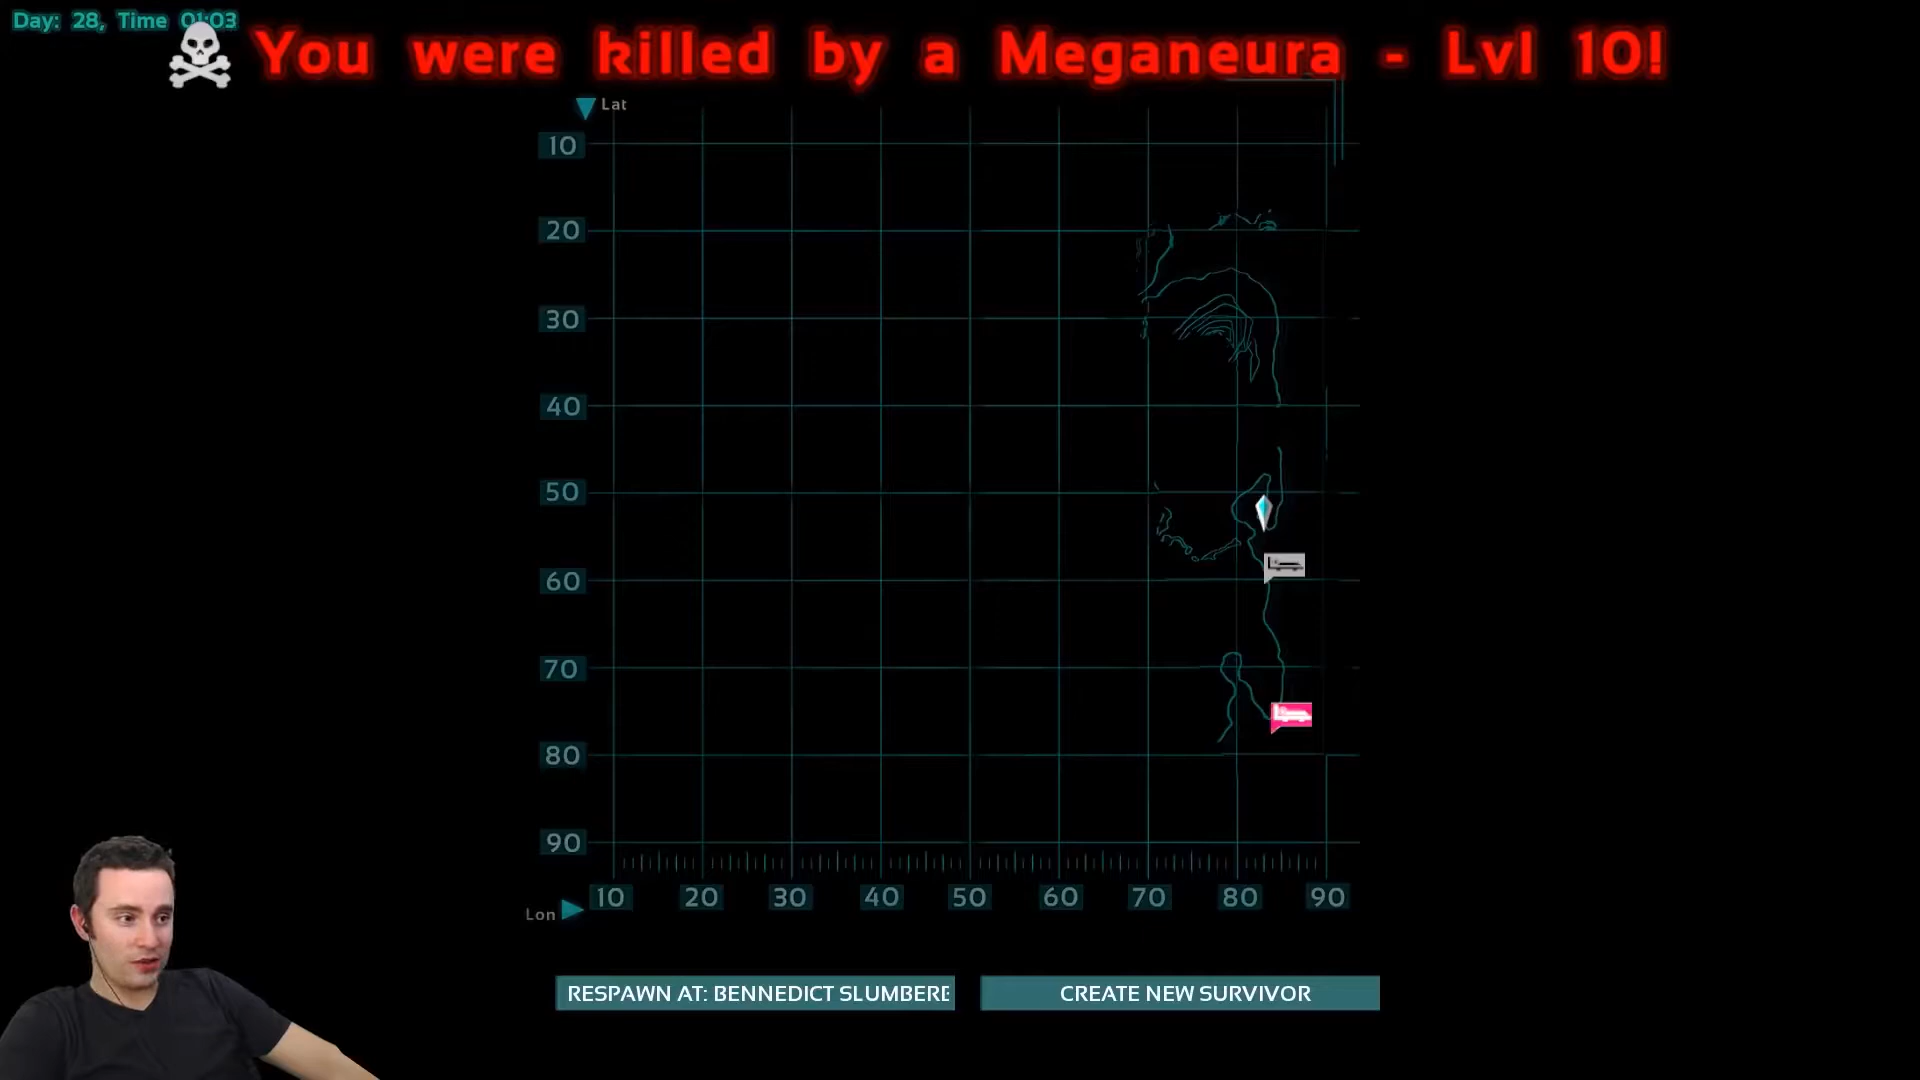 Day: 28, Time 01:03
You were killed by a Meganeura - Lvl 10!
Lat
10
20
30
40
50
60
70
80
90
10 20 30 40 50 60 70 80 90
Lon
RESPAWN AT: BENNEDICT SLUMBERE
CREATE NEW SURVIVOR